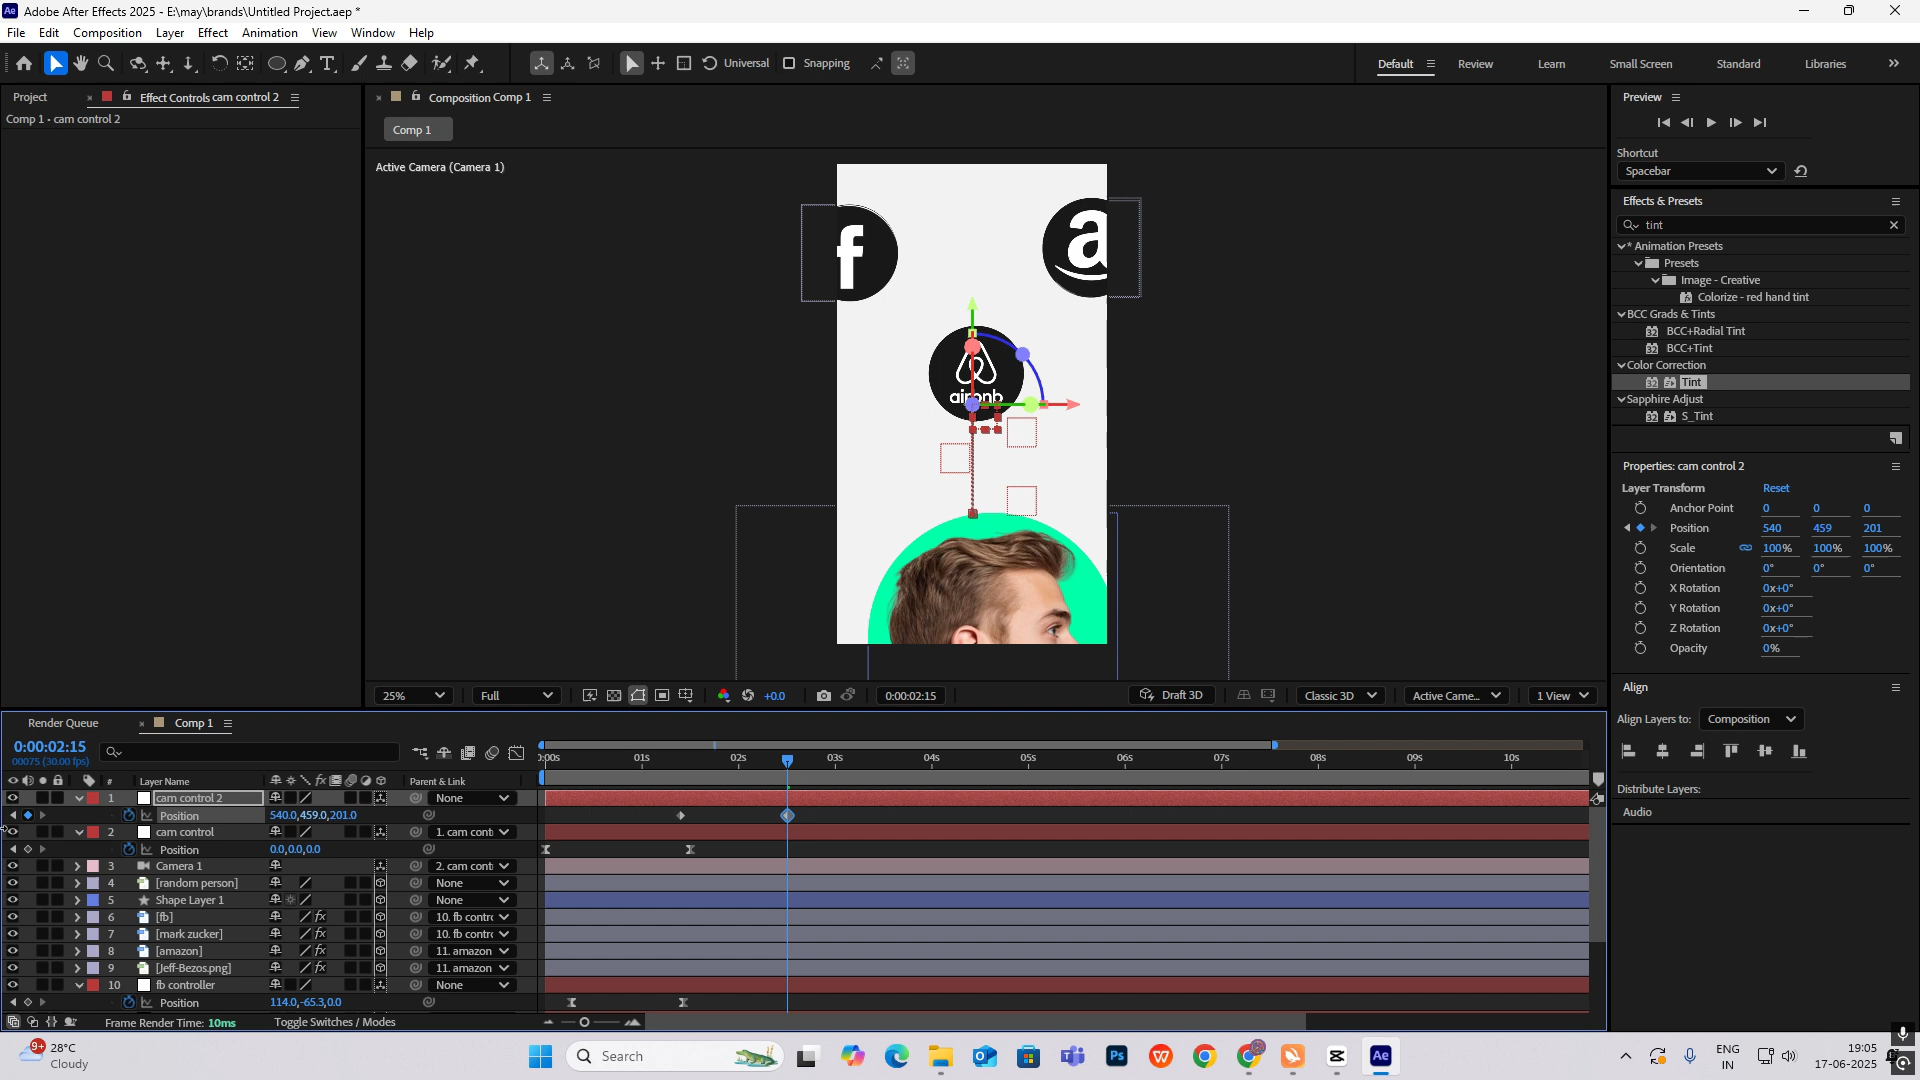 Adobe After Effects 2025 - E:\may\brands\Untitled Project.aep *
File Edit Composition Layer Effect Animation View Window Help
Universal Snapping Default Review Learn Small Screen Standard Libraries
Project Effect Controls cam control 2
Comp 1 • cam control 2
Composition Comp 1
Comp 1
Active Camera (Camera 1)
f
a
airbnb
25% Full +0.0 0:00:02:15 Draft 3D Classic 3D Active Came... 1 View
Preview
Shortcut
Spacebar
Effects & Presets
tint
* Animation Presets
Presets
Image - Creative
Colorize - red hand tint
BCC Grads & Tints
BCC+Radial Tint
BCC+Tint
Color Correction
Tint
Sapphire Adjust
S_Tint
Properties: cam control 2
Layer Transform Reset
Anchor Point 0 0 0
Position 540 459 201
Scale 100% 100% 100%
Orientation 0° 0° 0°
X Rotation 0x+0°
Y Rotation 0x+0°
Z Rotation 0x+0°
Opacity 0%
Align
Align Layers to: Composition
Distribute Layers:
Audio
Render Queue Comp 1
0:00:02:15
00075 (30.00 fps)
# Layer Name Parent & Link
:00s 01s 02s 03s 04s 05s 06s 07s 08s 09s 10s
1 cam control 2 None
Position 540.0,459.0,201.0
2 cam control 1. cam cont
Position 0.0,0.0,0.0
3 Camera 1 2. cam cont
4 [random person] None
5 Shape Layer 1 None
6 [fb] 10. fb contr
7 [mark zucker] 10. fb contr
8 [amazon] 11. amazon
9 [Jeff-Bezos.png] 11. amazon
10 fb controller None
Position 114.0,-65.3,0.0
Frame Render Time: 10ms Toggle Switches / Modes
9+
28°C
Cloudy
Search
Ps
Ae
ENG
IN
19:05
17-06-2025